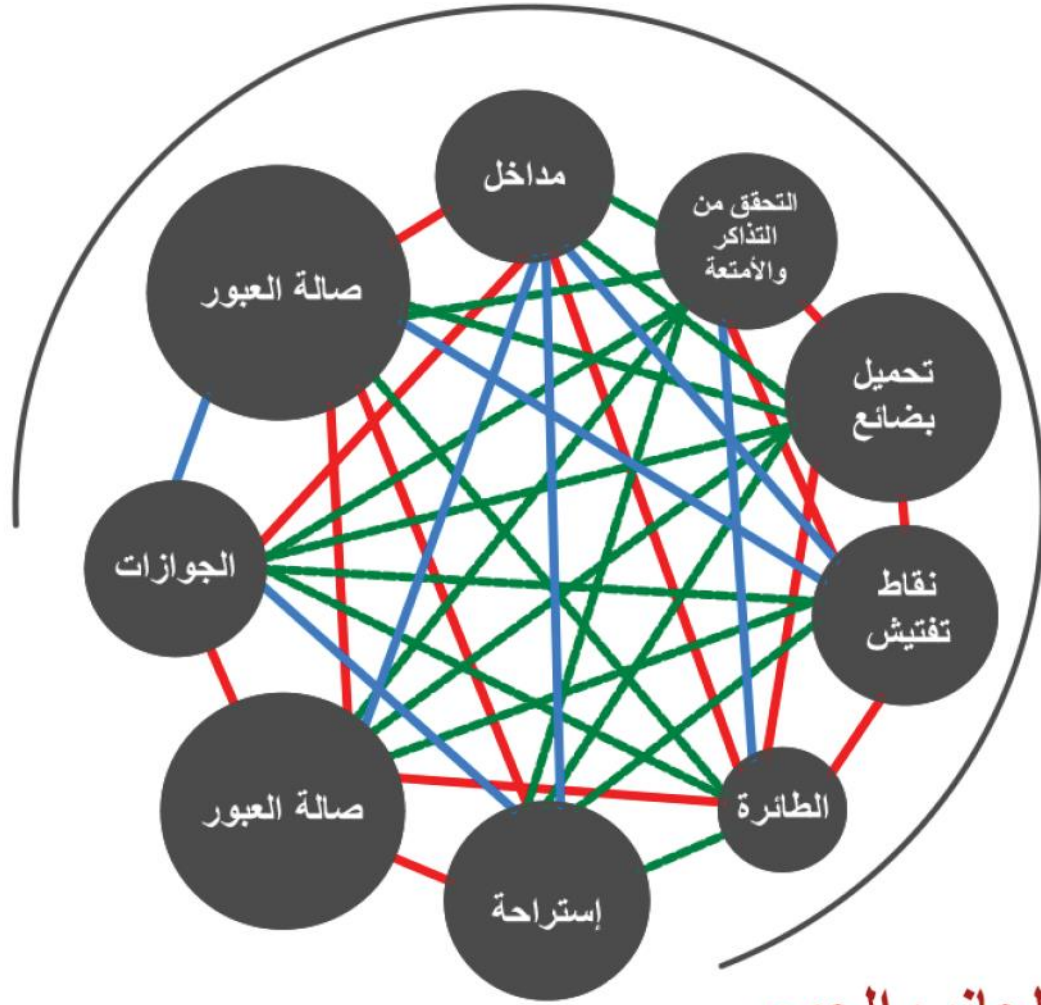 مداخل
التحقق من
التذاكر
والأمتعة
صالة العبور
تحميل
بضائع
الجوازات
نقاط
تفتيش
صالة العبور
الطائرة
إستراحة